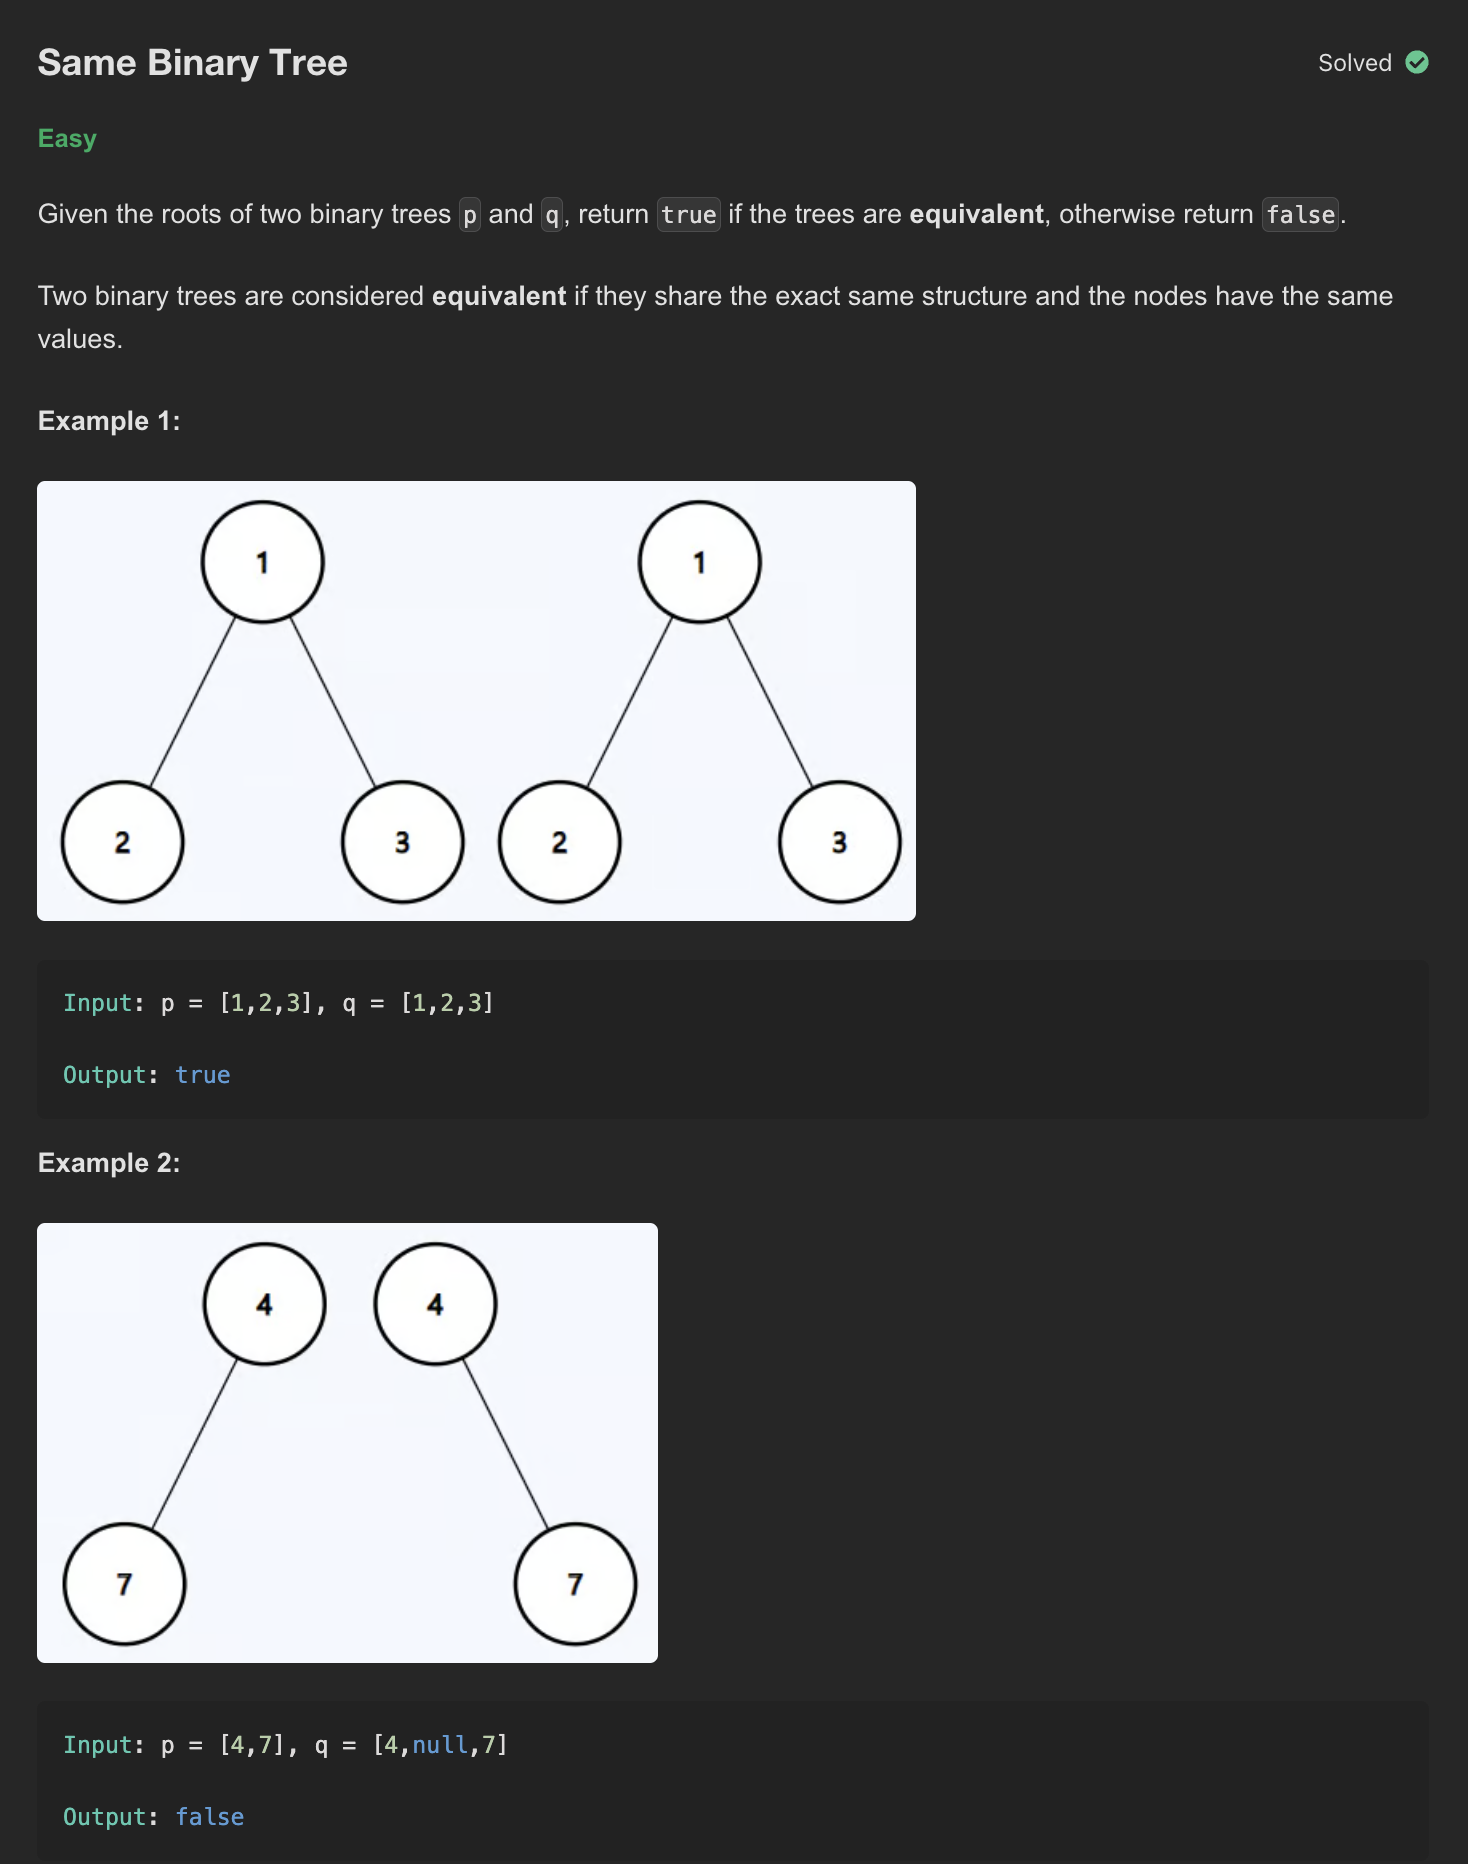 Same Binary Tree
Solved
Easy
Given the roots of two binary trees p and q, return true if the trees are equivalent, otherwise return false.
Two binary trees are considered equivalent if they share the exact same structure and the nodes have the same
values.
Example 1:
1 1
2 3 2 3
Input: p = [1,2,3], q = [1,2,3]
Output: true
Example 2:
4 4
7 7
Input: p = [4,7], q = [4,null,7]
Output: false